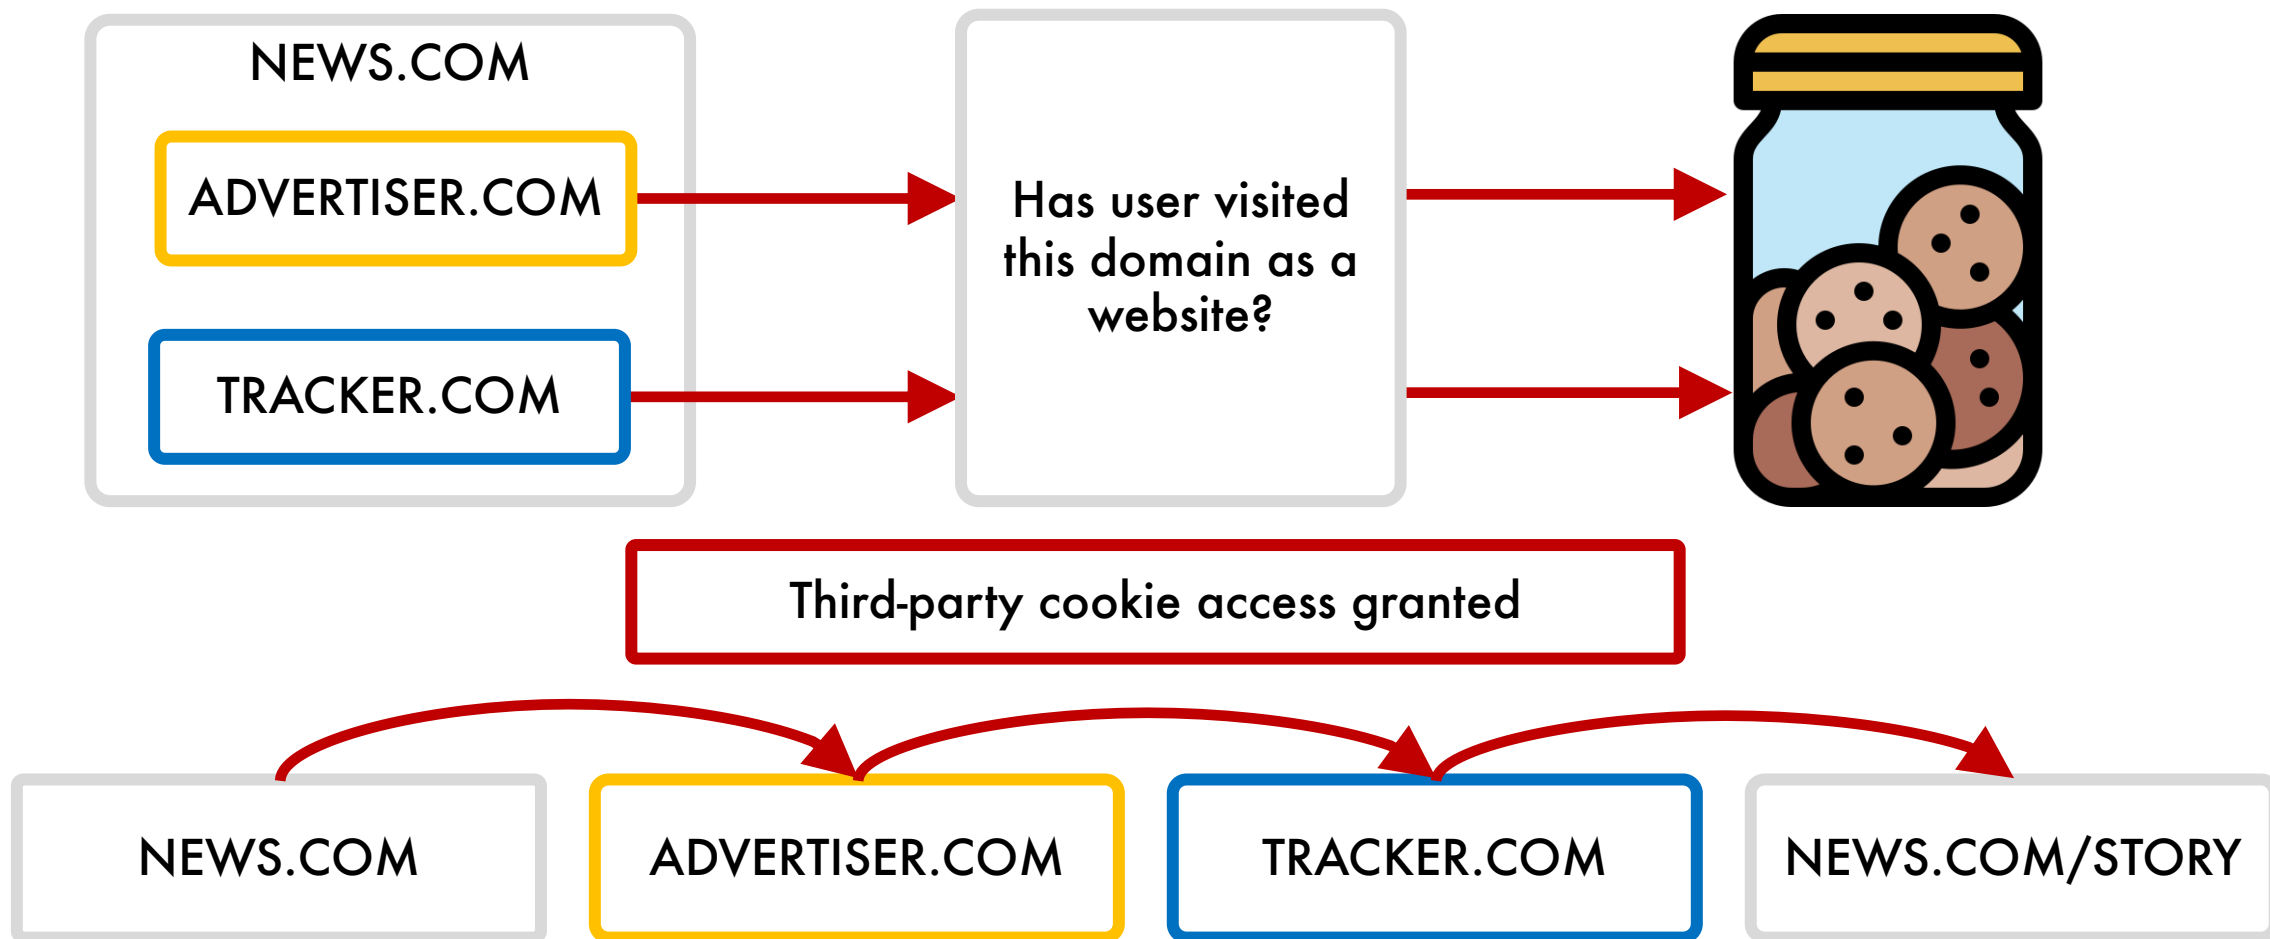 NEWS.COM
ADVERTISER.COM
TRACKER.COM
Has user visited
this domain as a
website?
Third-party cookie access granted
NEWS.COM
ADVERTISER.COM
TRACKER.COM
NEWS.COM/STORY